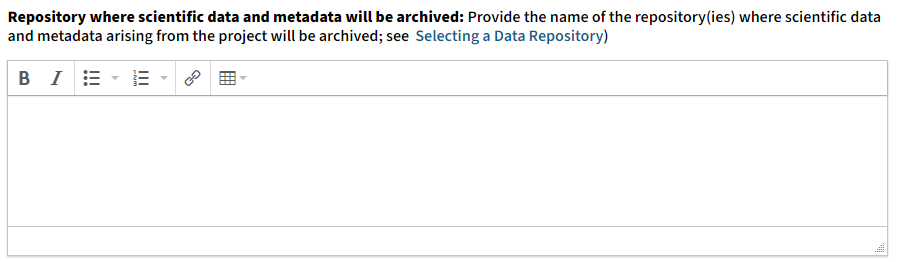 Repository where scientific data and metadata will be archived: Provide the name of the repository(ies) where scientific data
and metadata arising from the project will be archived; see Selecting a Data Repository)
B I